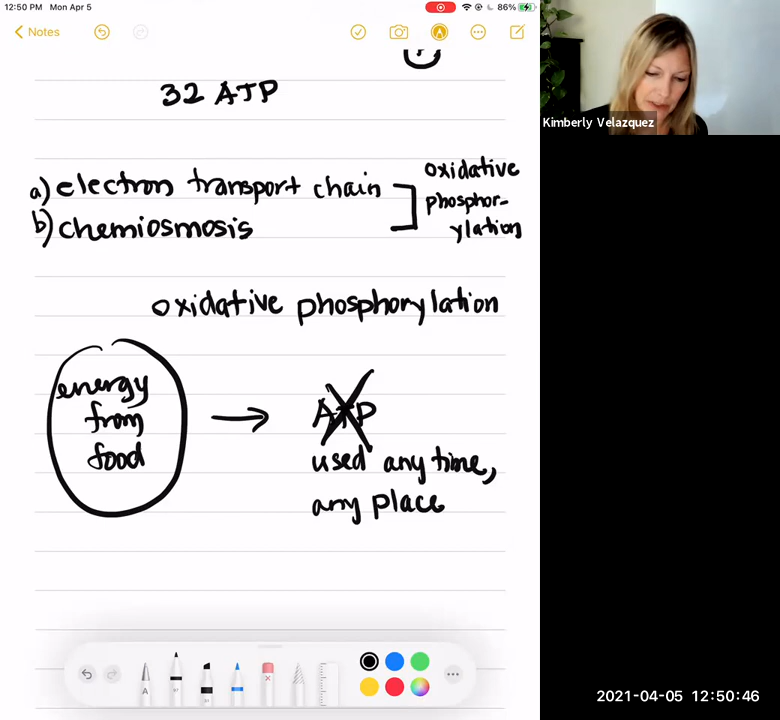 12:50 PM Mon Apr 5
86%
Notes
32 ATP
a) electron transport chain
b) chemiosmosis
oxidative
phosphor-
ylation
oxidative phosphorylation
energy
from
food
ATP
used any time,
any place
A
Kimberly Velazquez
2021-04-05 12:50:46